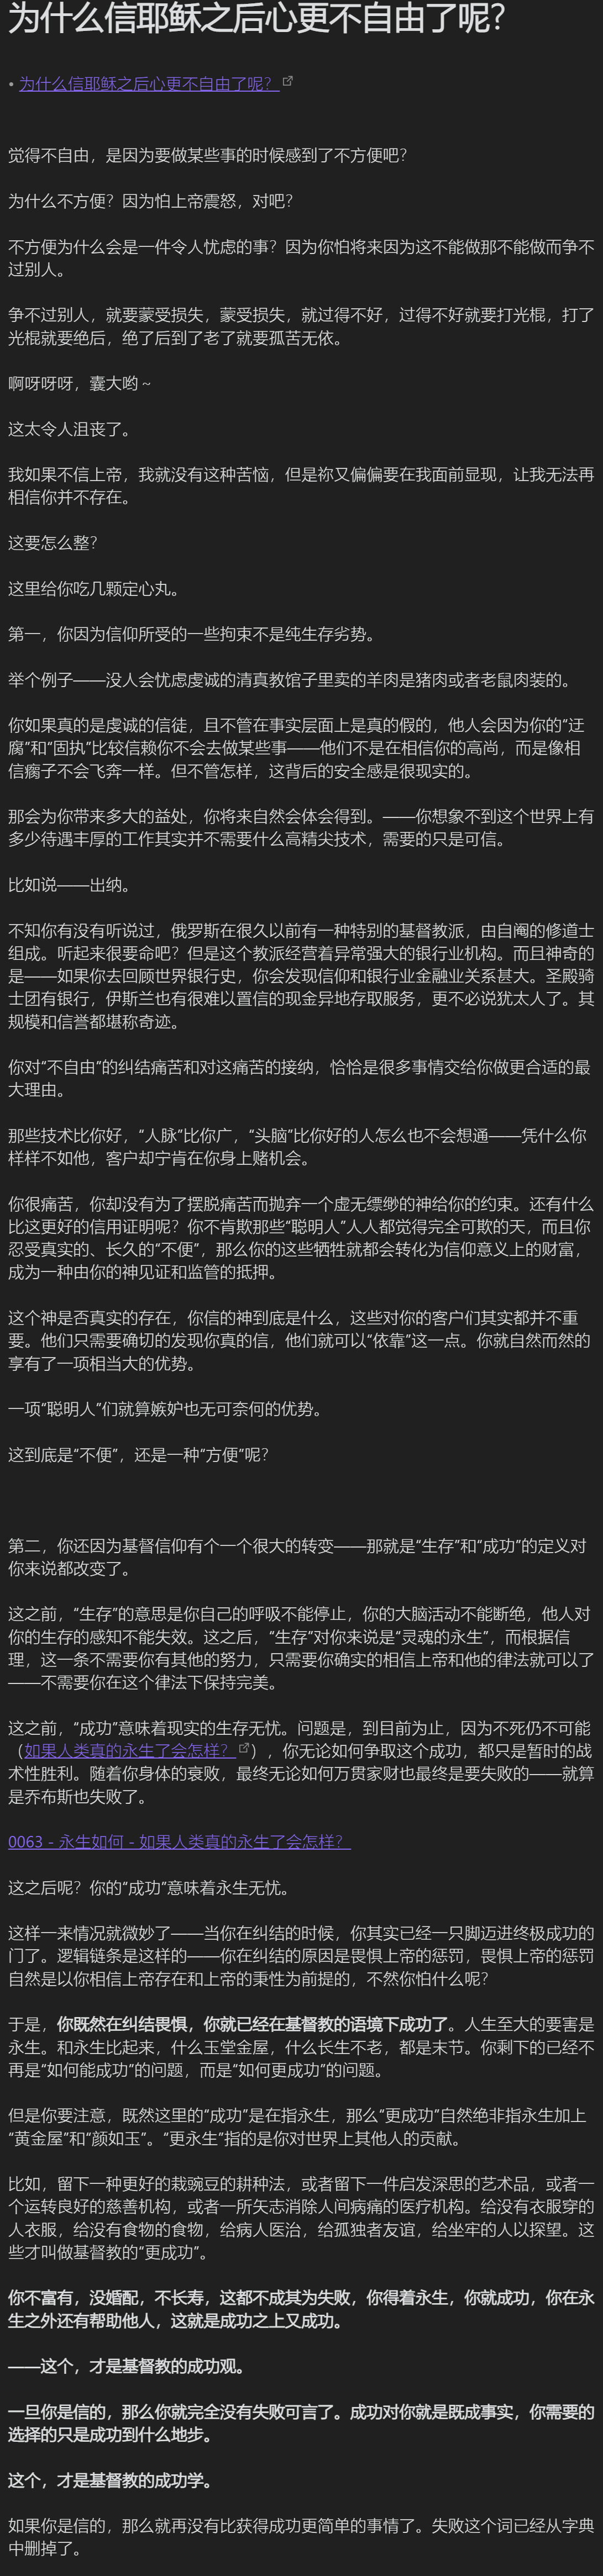 为什么信耶稣之后心更不自由了呢？
• 为什么信耶稣之后心更不自由了呢？
觉得不自由，是因为要做某些事的时候感到了不方便吧？
为什么不方便？因为怕上帝震怒，对吧？
不方便为什么会是一件令人忧虑的事？因为你怕将来因为这不能做那不能做而争不
过别人。
争不过别人，就要蒙受损失，蒙受损失，就过得不好，过得不好就要打光棍，打了
光棍就要绝后，绝了后到了老了就要孤苦无依。
啊呀呀呀，囊大哟～
这太令人沮丧了。
我如果不信上帝，我就没有这种苦恼，但是祢又偏偏要在我面前显现，让我无法再
相信你并不存在。
这要怎么整？
这里给你吃几颗定心丸。
第一，你因为信仰所受的一些拘束不是纯生存劣势。
举个例子——没人会忧虑虔诚的清真教馆子里卖的羊肉是猪肉或者老鼠肉装的。
你如果真的是虔诚的信徒，且不管在事实层面上是真的假的，他人会因为你的“迂
腐”和“固执”比较信赖你不会去做某些事——他们不是在相信你的高尚，而是像相
信瘸子不会飞奔一样。但不管怎样，这背后的安全感是很现实的。
那会为你带来多大的益处，你将来自然会体会得到。——你想象不到这个世界上有
多少待遇丰厚的工作其实并不需要什么高精尖技术，需要的只是可信。
比如说——出纳。
不知你有没有听说过，俄罗斯在很久以前有一种特别的基督教派，由自阉的修道士
组成。听起来很要命吧？但是这个教派经营着异常强大的银行业机构。而且神奇的
是——如果你去回顾世界银行史，你会发现信仰和银行业金融业关系甚大。圣殿骑
士团有银行，伊斯兰也有很难以置信的现金异地存取服务，更不必说犹太人了。其
规模和信誉都堪称奇迹。
你对“不自由”的纠结痛苦和对这痛苦的接纳，恰恰是很多事情交给你做更合适的最
大理由。
那些技术比你好，“人脉”比你广，“头脑”比你好的人怎么也不会想通——凭什么你
样样不如他，客户却宁肯在你身上赌机会。
你很痛苦，你却没有为了摆脱痛苦而抛弃一个虚无缥缈的神给你的约束。还有什么
比这更好的信用证明呢？你不肯欺那些“聪明人”人人都觉得完全可欺的天，而且你
忍受真实的、长久的“不便”，那么你的这些牺牲就都会转化为信仰意义上的财富，
成为一种由你的神见证和监管的抵押。
这个神是否真实的存在，你信的神到底是什么，这些对你的客户们其实都并不重
要。他们只需要确切的发现你真的信，他们就可以“依靠”这一点。你就自然而然的
享有了一项相当大的优势。
一项“聪明人”们就算嫉妒也无可奈何的优势。
这到底是“不便”，还是一种“方便”呢？
第二，你还因为基督信仰有个一个很大的转变——那就是“生存”和“成功”的定义对
你来说都改变了。
这之前，“生存”的意思是你自己的呼吸不能停止，你的大脑活动不能断绝，他人对
你的生存的感知不能失效。这之后，“生存”对你来说是“灵魂的永生”，而根据信
理，这一条不需要你有其他的努力，只需要你确实的相信上帝和他的律法就可以了
——不需要你在这个律法下保持完美。
这之前，“成功”意味着现实的生存无忧。问题是，到目前为止，因为不死仍不可能
（如果人类真的永生了会怎样？），你无论如何争取这个成功，都只是暂时的战
术性胜利。随着你身体的衰败，最终无论如何万贯家财也最终是要失败的——就算
是乔布斯也失败了。
0063 - 永生如何 - 如果人类真的永生了会怎样？
这之后呢？你的“成功”意味着永生无忧。
这样一来情况就微妙了——当你在纠结的时候，你其实已经一只脚迈进终极成功的
门了。逻辑链条是这样的——你在纠结的原因是畏惧上帝的惩罚，畏惧上帝的惩罚
自然是以你相信上帝存在和上帝的秉性为前提的，不然你怕什么呢？
于是，你既然在纠结畏惧，你就已经在基督教的语境下成功了。人生至大的要害是
永生。和永生比起来，什么玉堂金屋，什么长生不老，都是末节。你剩下的已经不
再是“如何能成功”的问题，而是“如何更成功”的问题。
但是你要注意，既然这里的“成功”是在指永生，那么“更成功”自然绝非指永生加上
“黄金屋”和“颜如玉”。“更永生”指的是你对世界上其他人的贡献。
比如，留下一种更好的栽豌豆的耕种法，或者留下一件启发深思的艺术品，或者一
个运转良好的慈善机构，或者一所矢志消除人间病痛的医疗机构。给没有衣服穿的
人衣服，给没有食物的食物，给病人医治，给孤独者友谊，给坐牢的人以探望。这
些才叫做基督教的“更成功”。
你不富有，没婚配，不长寿，这都不成其为失败，你得着永生，你就成功，你在永
生之外还有帮助他人，这就是成功之上又成功。
——这个，才是基督教的成功观。
一旦你是信的，那么你就完全没有失败可言了。成功对你就是既成事实，你需要的
选择的只是成功到什么地步。
这个，才是基督教的成功学。
如果你是信的，那么就再没有比获得成功更简单的事情了。失败这个词已经从字典
中删掉了。